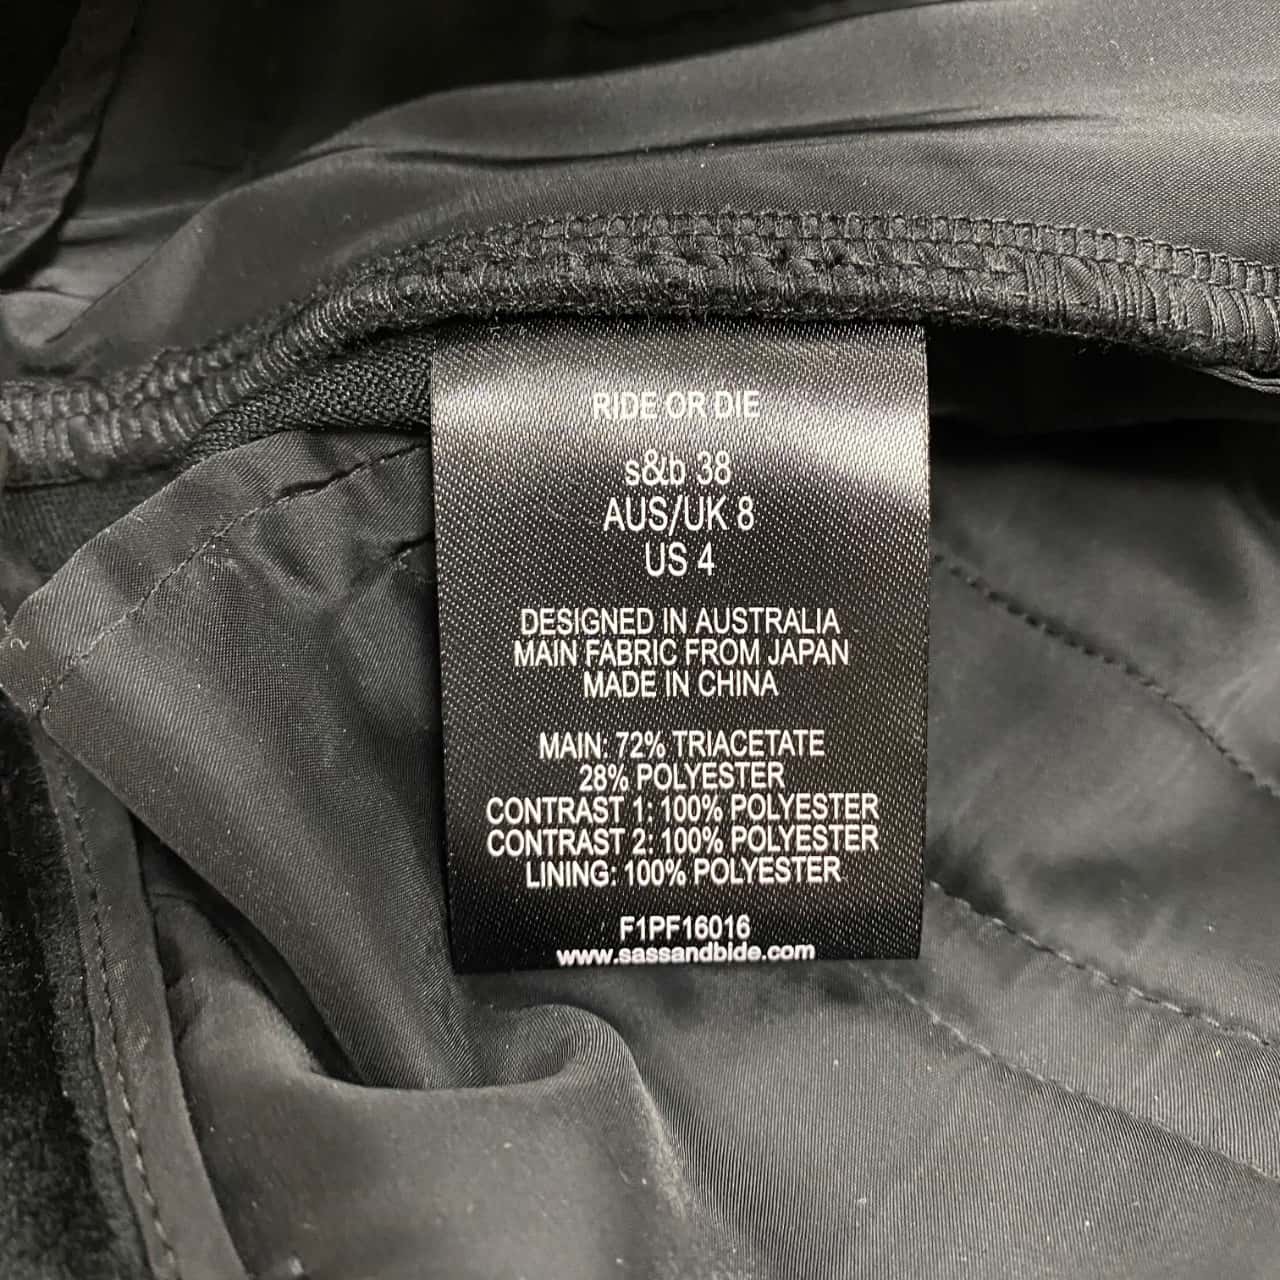 RIDE OR DIE
s&b 38
AUS/UK 8
US 4
DESIGNED IN AUSTRALIA
MAIN FABRIC FROM JAPAN
MADE IN CHINA
MAIN: 72% TRIACETATE
28% POLYESTER
CONTRAST 1: 100% POLYESTER
CONTRAST 2: 100% POLYESTER
LINING: 100% POLYESTER
F1PF16016
www.sassandbide.com